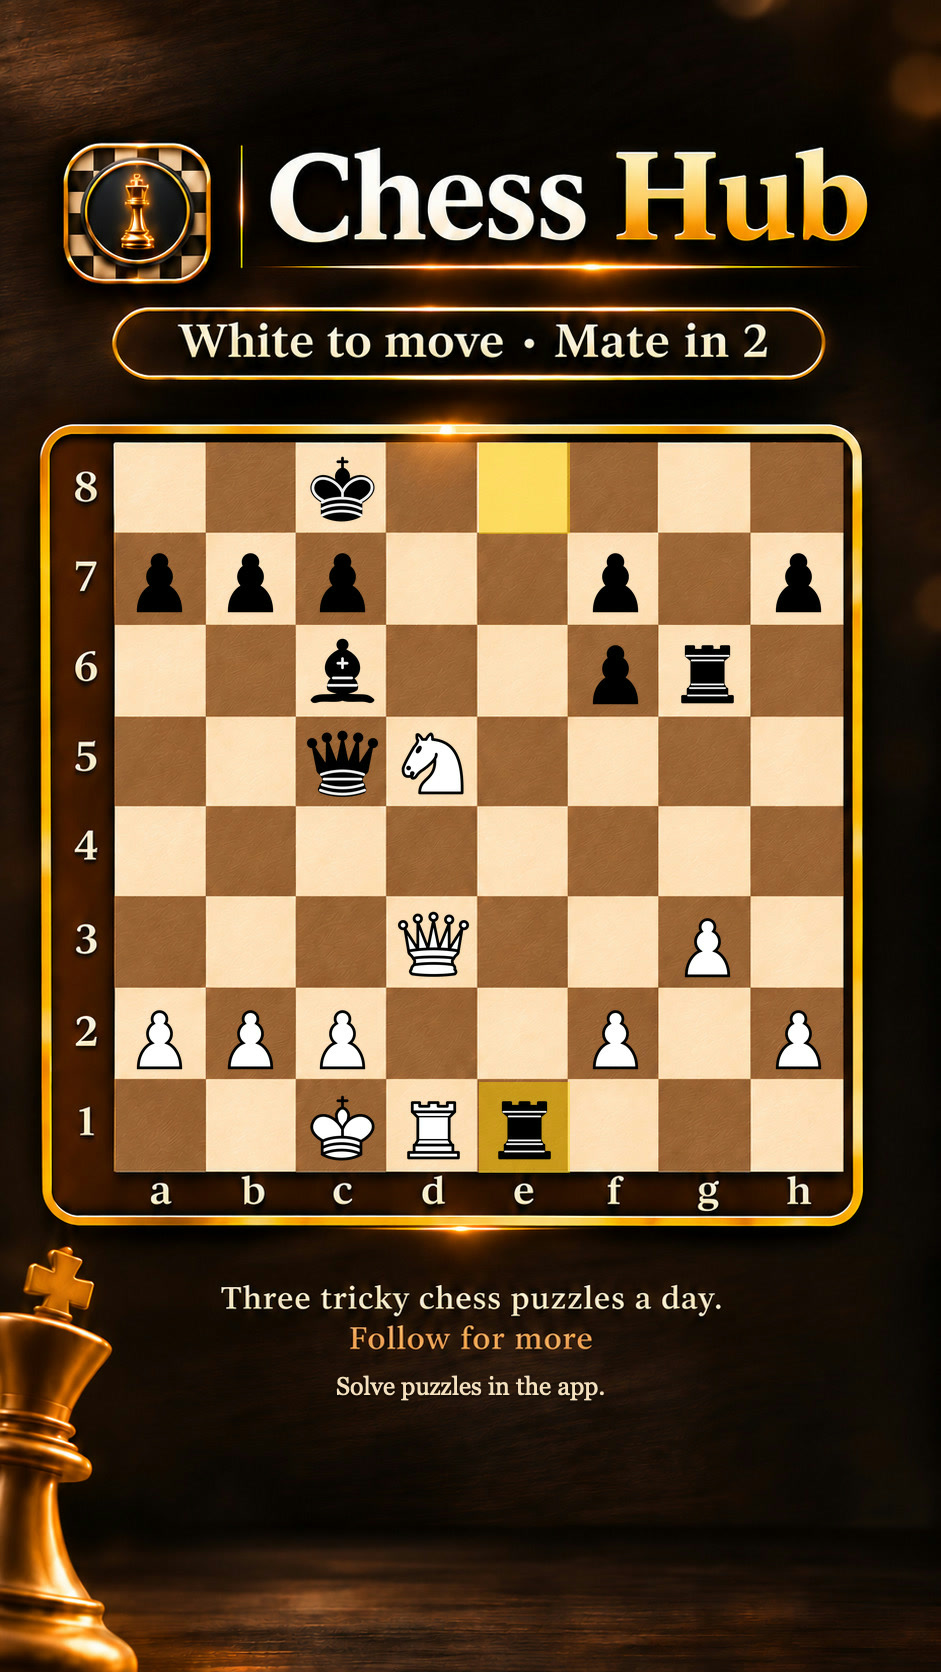 Chess Hub
White to move · Mate in 2
8
7
6
5
4
3
2
1
a b c d e f g h
Three tricky chess puzzles a day.
Follow for more
Solve puzzles in the app.